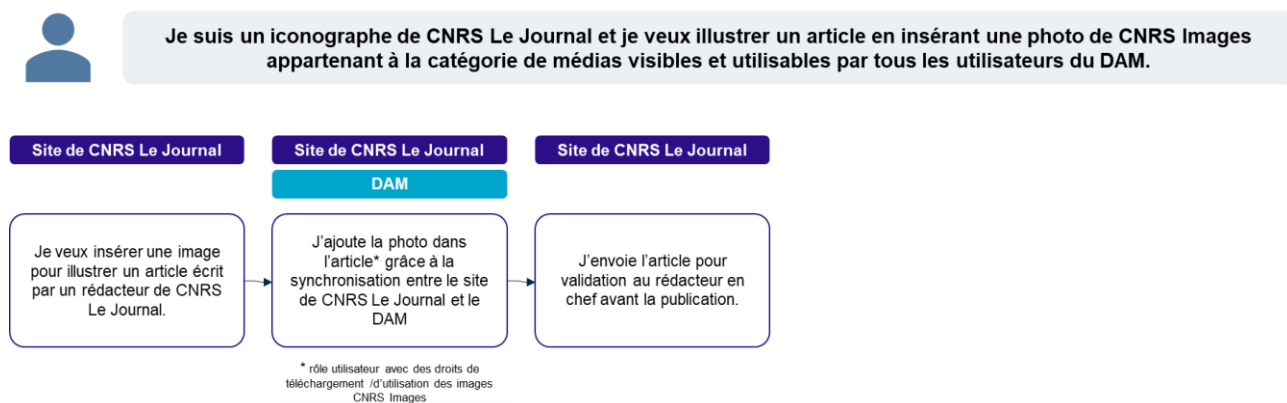 Je suis un iconographe de CNRS Le Journal et je veux illustrer un article en insérant une photo de CNRS Images
appartenant à la catégorie de médias visibles et utilisables par tous les utilisateurs du DAM.
Site de CNRS Le Journal
Je veux insérer une image
pour illustrer un article écrit
par un rédacteur de CNRS
Le Journal.
Site de CNRS Le Journal
DAM
J'ajoute la photo dans
l'article* grâce à la
synchronisation entre le site
de CNRS Le Journal et le
DAM
* rôle utilisateur avec des droits de
téléchargement /d'utilisation des images
CNRS Images
Site de CNRS Le Journal
J'envoie l'article pour
validation au rédacteur en
chef avant la publication.